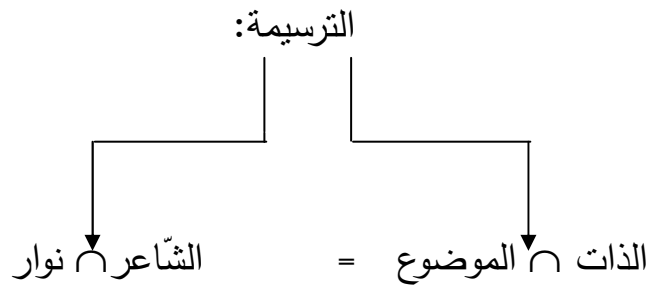 الترسيمة:
الذات ∩ الموضوع = الشّاعر ∩ نوار